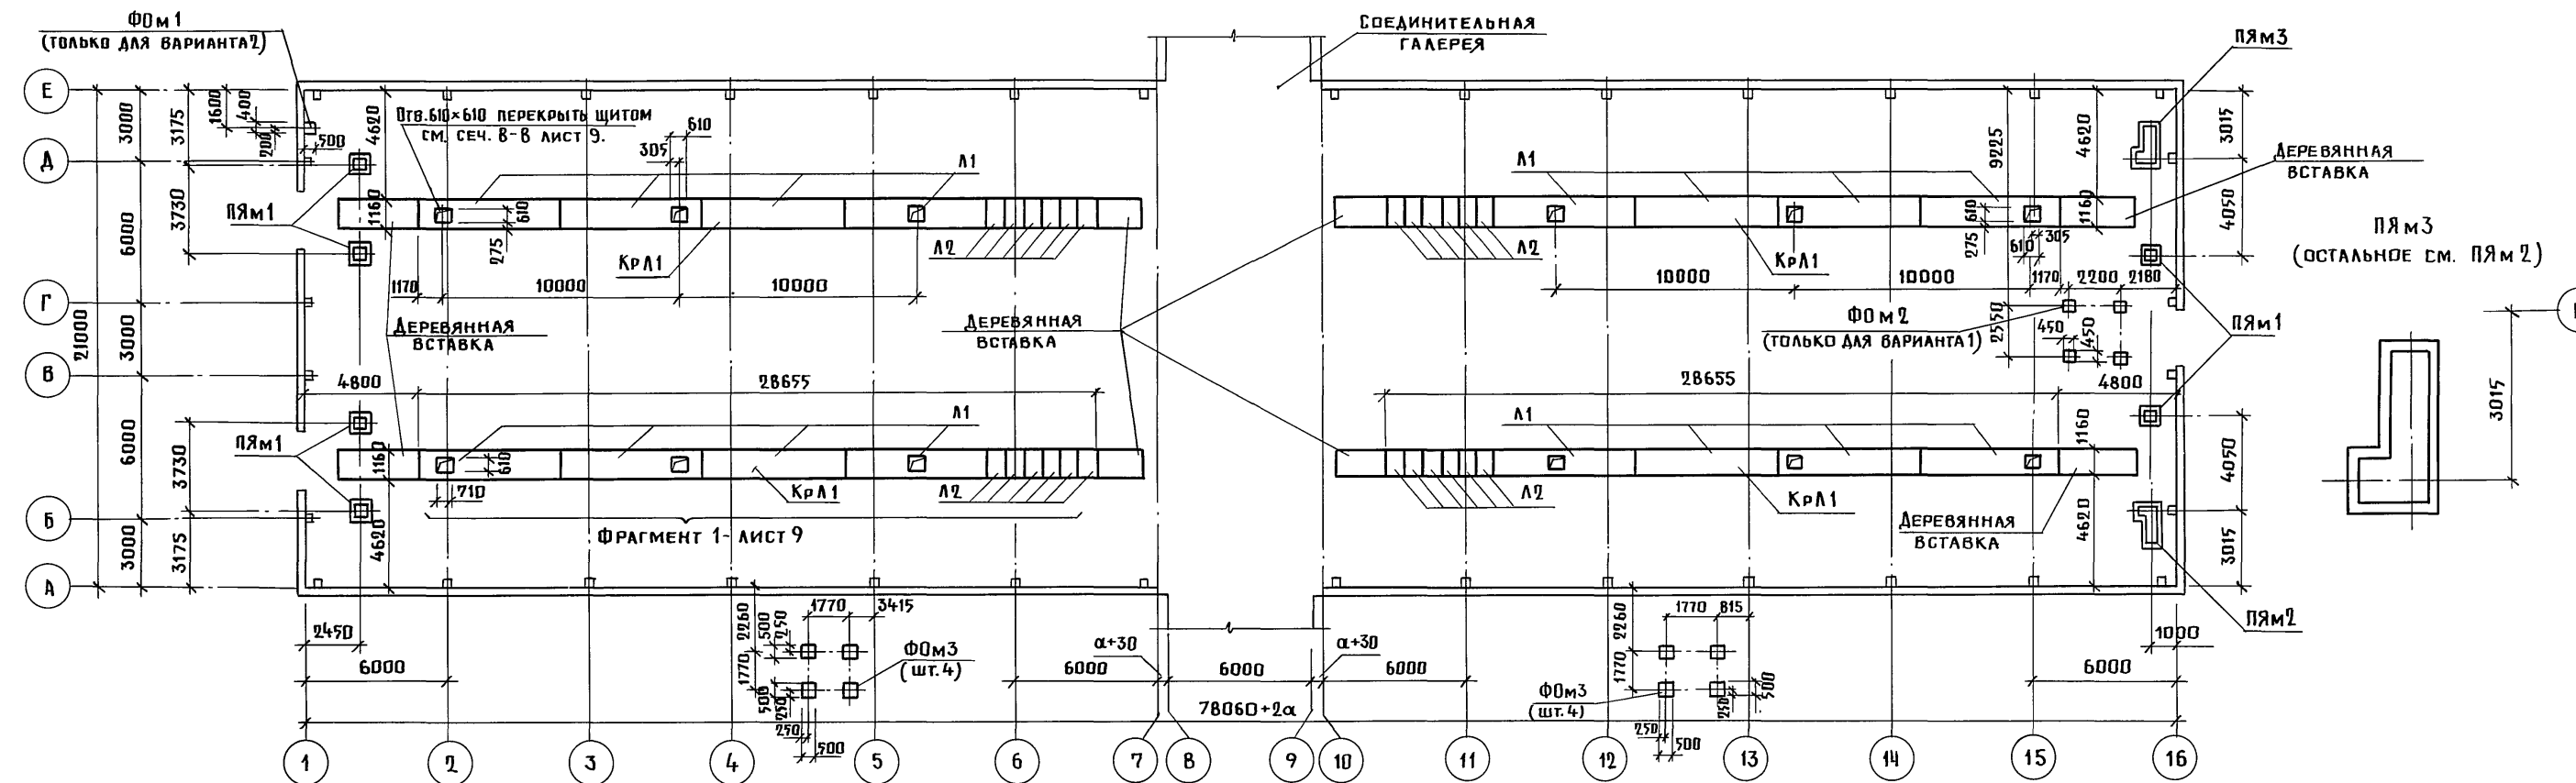 ФОм1
(только для варианта2)
Соединительная
галерея
ПЯм3
Е
Д
Г
В
Б
А
21000
3000
6000
3000
6000
3000
3175
3730
3730
3175
1600
400
200
500
4620
1160
Отв.610×610 перекрыть щитом
см. сеч. В-В лист 9.
610
305
Л1
610
275
ПЯм1
КрЛ1
Л2
1170
10000
10000
Деревянная
вставка
Деревянная
вставка
4800
28655
ПЯм1
1160
610
710
Л1
КрЛ1
Л2
4620
Фрагмент 1- лист 9
Л1
9225
4620
1160
3015
4050
Деревянная
вставка
Л2
КрЛ1
610
275
610
305
10000
10000
1170
2200
2180
ФОм2
(только для варианта1)
2550
450
450
ПЯм1
28655
4800
Л1
1160
4050
Л2
КрЛ1
Деревянная
вставка
4620
3015
ПЯм2
ПЯм3
(остальное см. ПЯм2)
3015
2450
6000
2260
500
250
1770
3415
1770
500
250
250
500
ФОм3
(шт.4)
6000
а+30
6000
а+30
6000
78060+2а
2260
1770
1770
815
ФОм3
(шт.4)
250
500
250
500
1000
6000
1
2
3
4
5
6
7
8
9
10
11
12
13
14
15
16